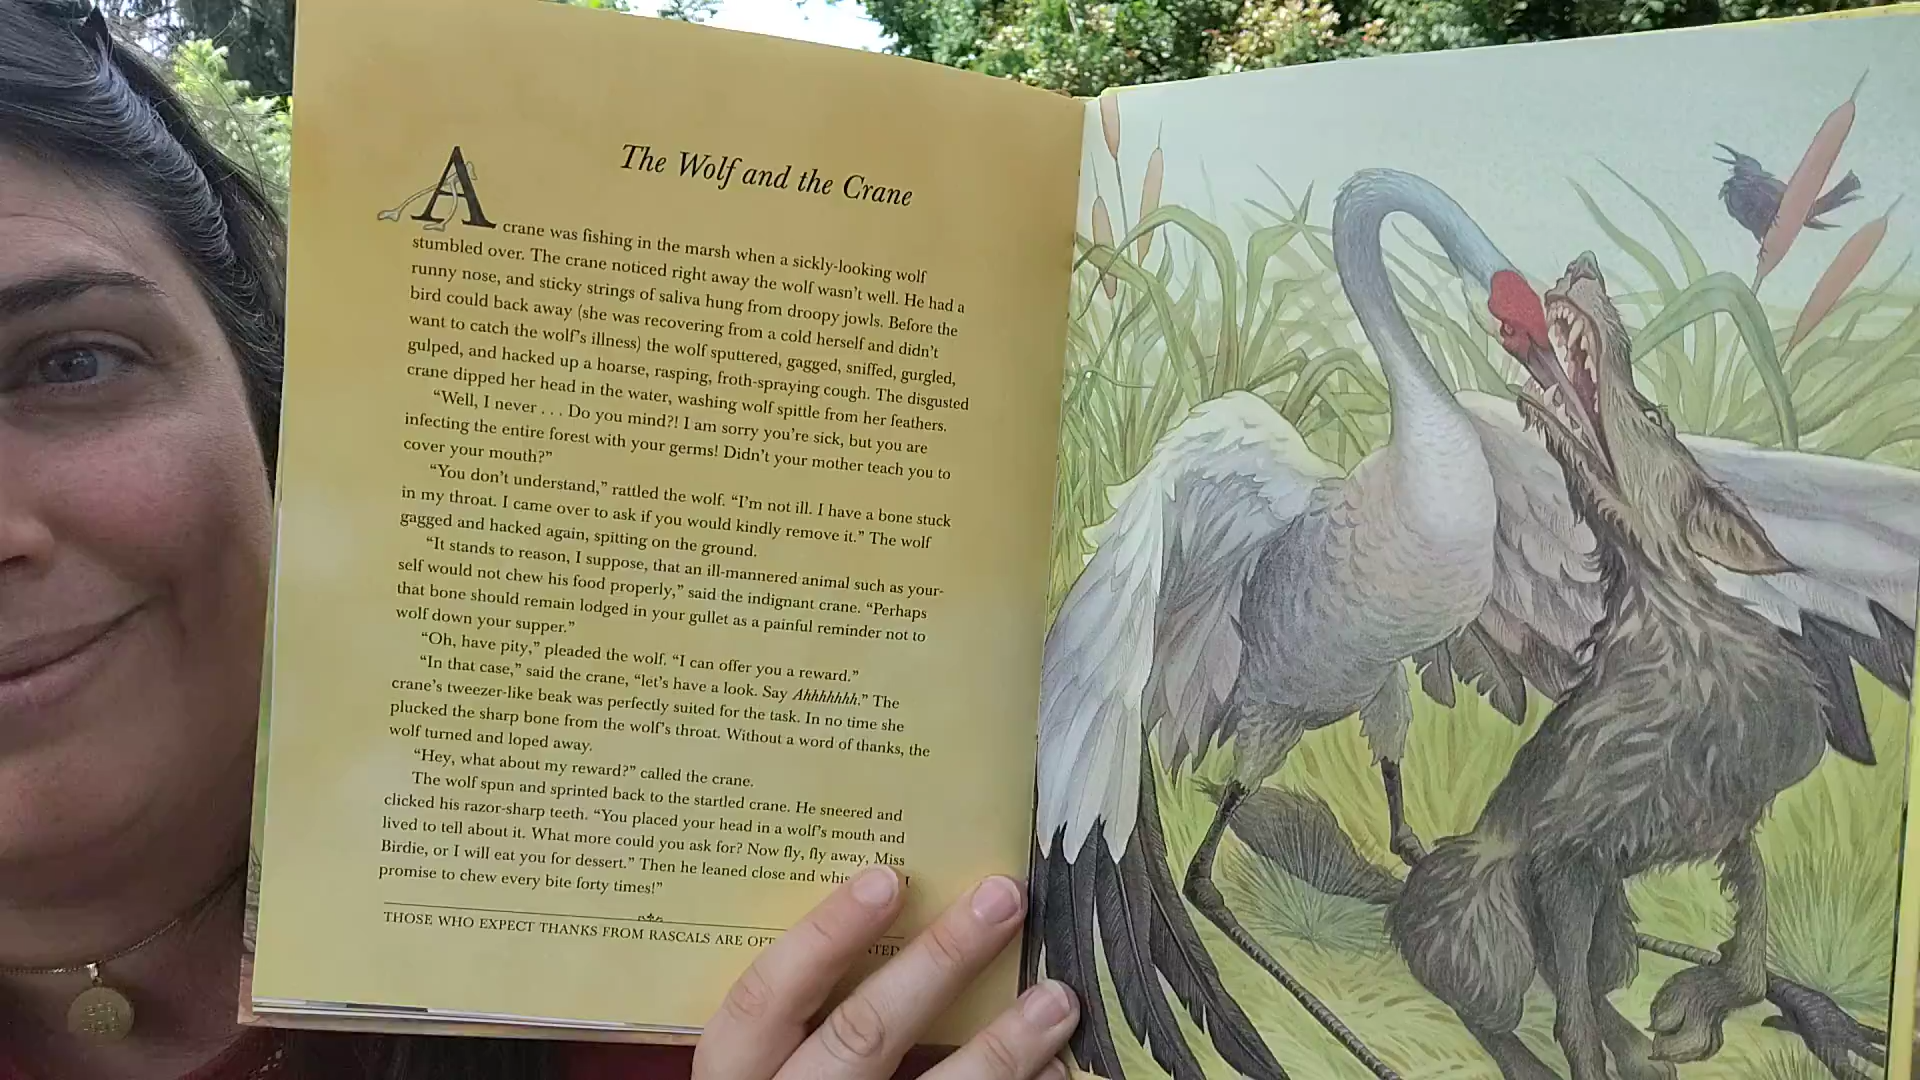 The Wolf and the Crane
A crane was fishing in the marsh when a sickly-looking wolf
stumbled over. The crane noticed right away the wolf wasn't well. He had a
runny nose, and sticky strings of saliva hung from droopy jowls. Before the
bird could back away (she was recovering from a cold herself and didn't
want to catch the wolf's illness) the wolf sputtered, gagged, sniffed, gurgled,
gulped, and hacked up a hoarse, rasping, froth-spraying cough. The disgusted
crane dipped her head in the water, washing wolf spittle from her feathers.
“Well, I never . . . Do you mind?! I am sorry you're sick, but you are
infecting the entire forest with your germs! Didn't your mother teach you to
cover your mouth?”
“You don't understand,” rattled the wolf. “I'm not ill. I have a bone stuck
in my throat. I came over to ask if you would kindly remove it.” The wolf
gagged and hacked again, spitting on the ground.
“It stands to reason, I suppose, that an ill-mannered animal such as your-
self would not chew his food properly,” said the indignant crane. “Perhaps
that bone should remain lodged in your gullet as a painful reminder not to
wolf down your supper.”
“Oh, have pity,” pleaded the wolf. “I can offer you a reward.”
“In that case,” said the crane, “let's have a look. Say Ahhhhhhh.” The
crane's tweezer-like beak was perfectly suited for the task. In no time she
plucked the sharp bone from the wolf's throat. Without a word of thanks, the
wolf turned and loped away.
“Hey, what about my reward?” called the crane.
The wolf spun and sprinted back to the startled crane. He sneered and
clicked his razor-sharp teeth. “You placed your head in a wolf's mouth and
lived to tell about it. What more could you ask for? Now fly, fly away, Miss
Birdie, or I will eat you for dessert.” Then he leaned close and I
promise to chew every bite forty times!”
THOSE WHO EXPECT THANKS FROM RASCALS ARE